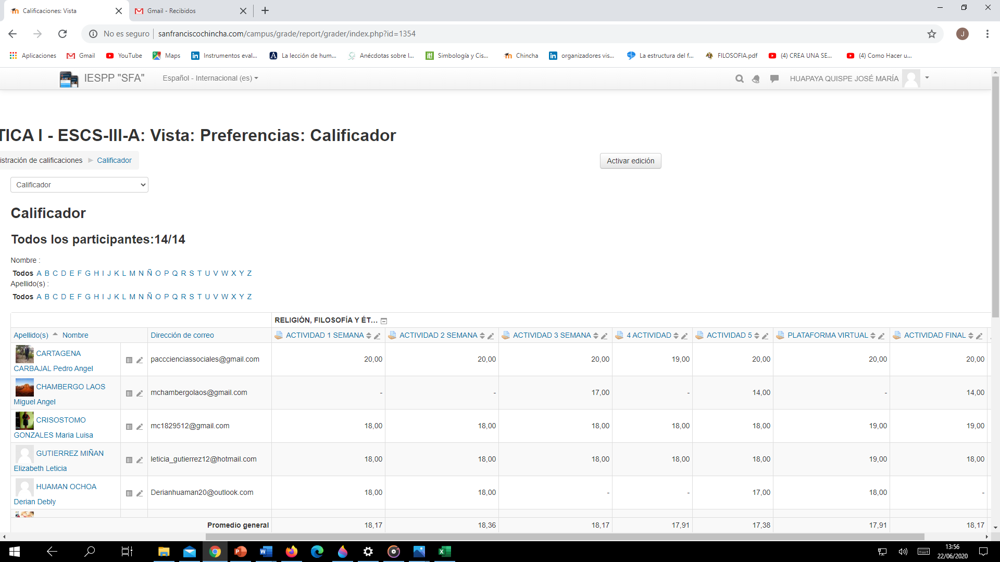 Calificaciones: Vista
Gmail - Recibidos
No es seguro
sanfranciscochincha.com/campus/grade/report/grader/index.php?id=1354
J
Aplicaciones
Gmail
YouTube
Maps
Instrumentos eval...
La lección de hum...
Anécdotas sobre l...
Simbología y Cis...
Chincha
organizadores vis...
La estructura del f...
FILOSOFIA.pdf
(4) CREA UNA SE...
(4) Como Hacer u...
IESPP "SFA"
Español - Internacional (es)
HUAPAYA QUISPE JOSÉ MARÍA
TICA I - ESCS-III-A: Vista: Preferencias: Calificador
istración de calificaciones ► Calificador
Activar edición
Calificador
Calificador
Todos los participantes:14/14
Nombre :
Todos A B C D E F G H I J K L M N Ñ O P Q R S T U V W X Y Z
Apellido(s) :
Todos A B C D E F G H I J K L M N Ñ O P Q R S T U V W X Y Z
RELIGIÓN, FILOSOFÍA Y ÉT...
Apellido(s) Nombre Dirección de correo ACTIVIDAD 1 SEMANA ACTIVIDAD 2 SEMANA ACTIVIDAD 3 SEMANA 4 ACTIVIDAD ACTIVIDAD 5 PLATAFORMA VIRTUAL ACTIVIDAD FINAL
CARTAGENA
CARBAJAL Pedro Angel
pacccienciassociales@gmail.com 20,00 20,00 20,00 19,00 20,00 20,00 20,00
CHAMBERGO LAOS
Miguel Angel
mchambergolaos@gmail.com - - 17,00 - 14,00 - 14,00
CRISOSTOMO
GONZALES Maria Luisa
mc1829512@gmail.com 18,00 18,00 18,00 18,00 18,00 19,00 19,00
GUTIERREZ MIÑAN
Elizabeth Leticia
leticia_gutierrez12@hotmail.com 18,00 18,00 18,00 18,00 18,00 19,00 18,00
HUAMAN OCHOA
Derian Debly
Derianhuaman20@outlook.com 18,00 18,00 - - 17,00 18,00 -
Promedio general 18,17 18,36 18,17 17,91 17,38 17,91 18,17
13:56
22/06/2020